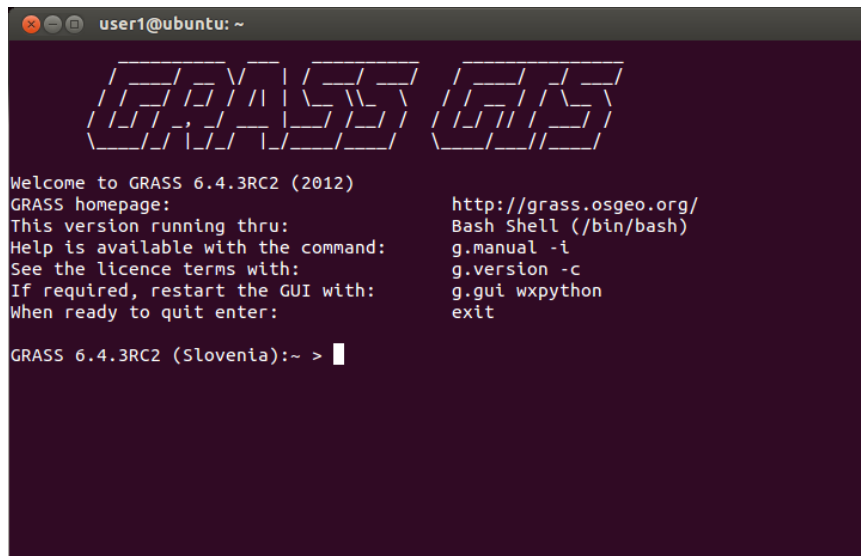 user1@ubuntu: ~
GRASS GIS
Welcome to GRASS 6.4.3RC2 (2012)
GRASS homepage: http://grass.osgeo.org/
This version running thru: Bash Shell (/bin/bash)
Help is available with the command: g.manual -i
See the licence terms with: g.version -c
If required, restart the GUI with: g.gui wxpython
When ready to quit enter: exit
GRASS 6.4.3RC2 (Slovenia):~ >